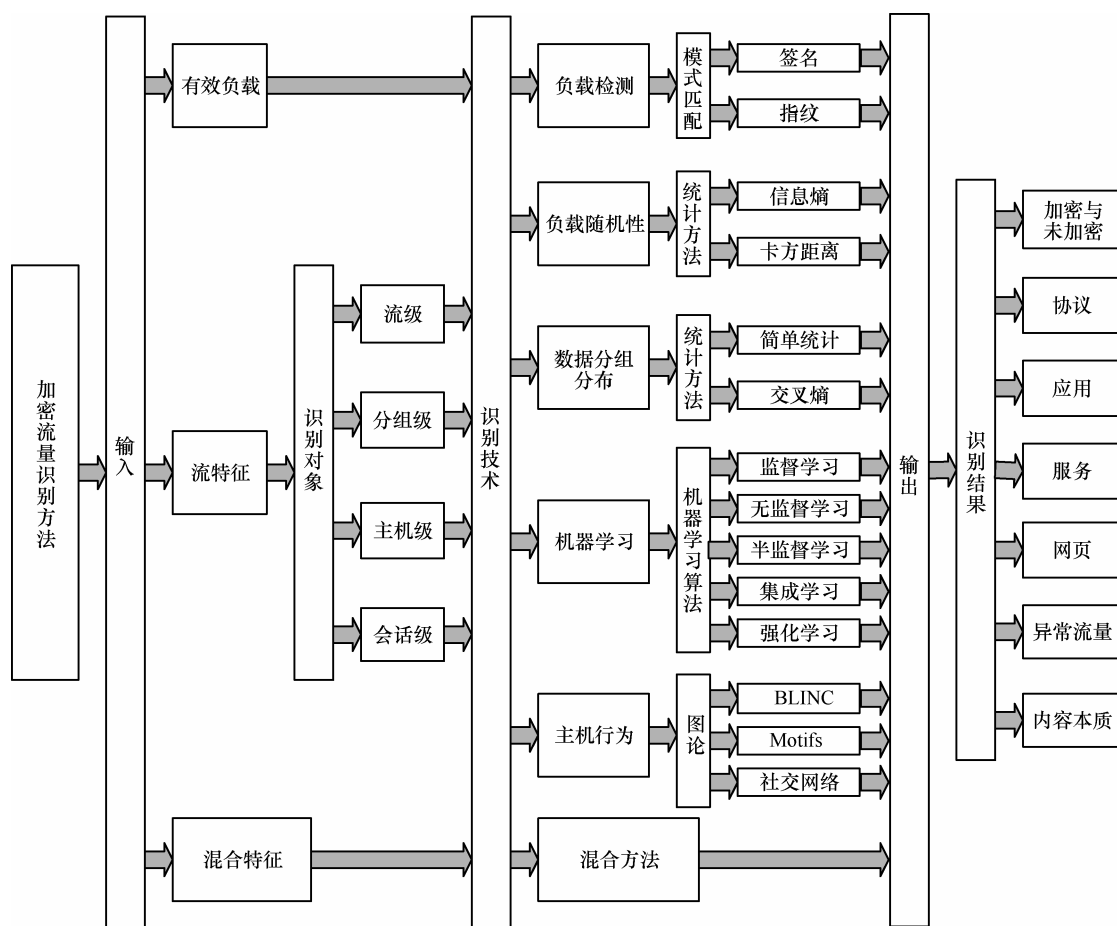 加密流量识别方法
输入
有效负载
流特征
混合特征
识别对象
流级
分组级
主机级
会话级
识别技术
负载检测
模式匹配
签名
指纹
负载随机性
统计方法
信息熵
卡方距离
数据分组
分布
统计方法
简单统计
交叉熵
机器学习
机器学习算法
监督学习
无监督学习
半监督学习
集成学习
强化学习
主机行为
图论
BLINC
Motifs
社交网络
混合方法
输出
识别结果
加密与
未加密
协议
应用
服务
网页
异常流量
内容本质